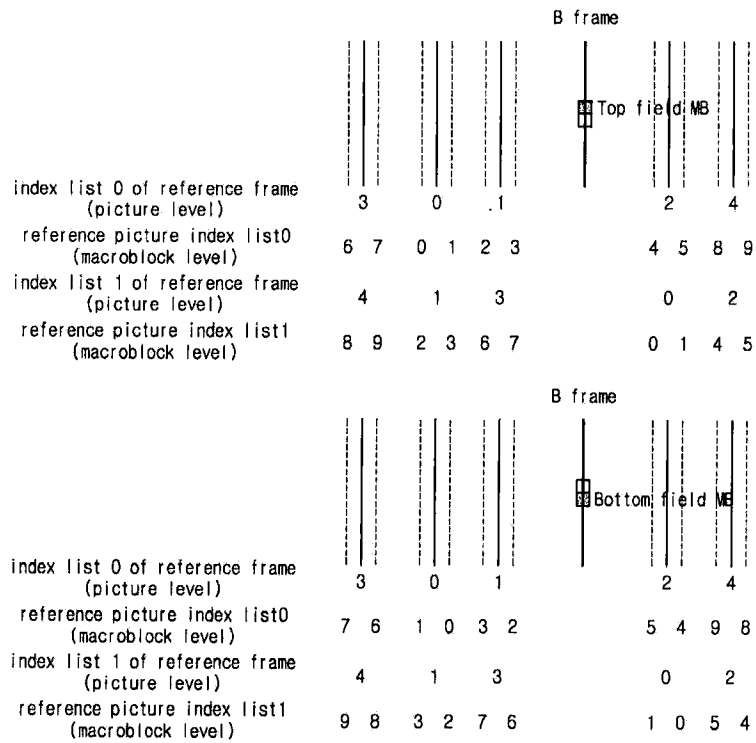 B frame
Top field MB
index list 0 of reference frame
(picture level)
3 0 .1 2 4
reference picture index list0
(macroblock level)
6 7 0 1 2 3 4 5 8 9
index list 1 of reference frame
(picture level)
4 1 3 0 2
reference picture index list1
(macroblock level)
8 9 2 3 6 7 0 1 4 5
B frame
Bottom field MB
index list 0 of reference frame
(picture level)
3 0 1 2 4
reference picture index list0
(macroblock level)
7 6 1 0 3 2 5 4 9 8
index list 1 of reference frame
(picture level)
4 1 3 0 2
reference picture index list1
(macroblock level)
9 8 3 2 7 6 1 0 5 4